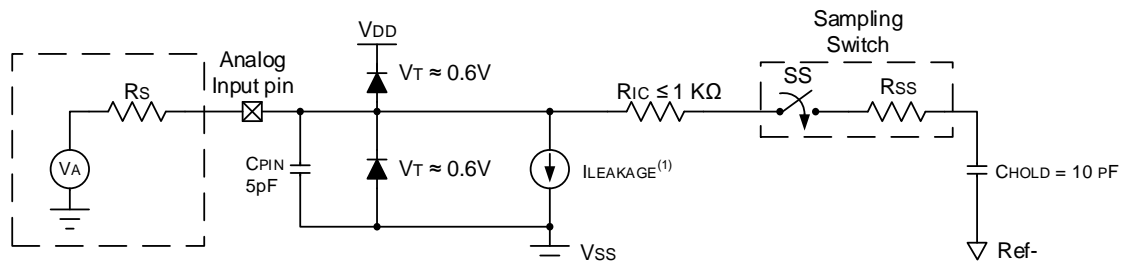 Sampling
Switch
VDD
Analog
Input pin
VT ≈ 0.6V
RS
RIC ≤ 1 KΩ
SS
RSS
VA
CPIN
5pF
VT ≈ 0.6V
ILEAKAGE(1)
CHOLD = 10 PF
VSS
Ref-